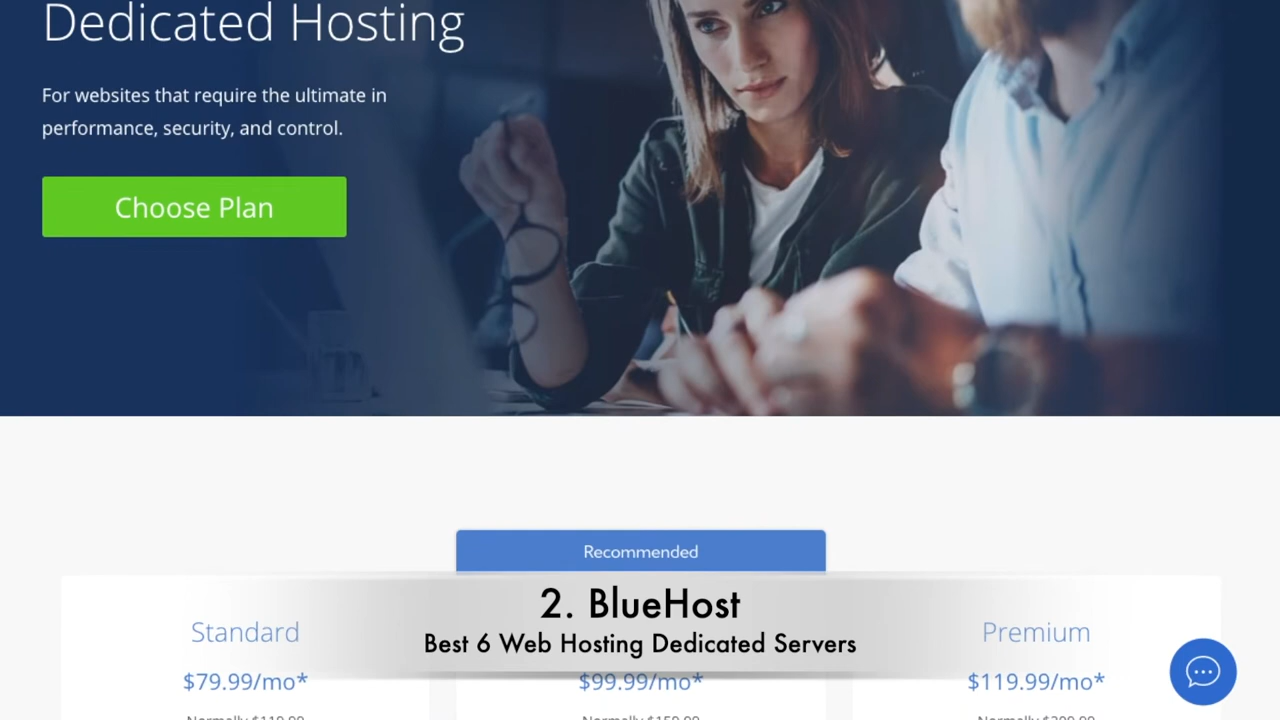 Dedicated Hosting
For websites that require the ultimate in
performance, security, and control.
Choose Plan
Recommended
2. BlueHost
Best 6 Web Hosting Dedicated Servers
Standard
Premium
$79.99/mo*
$99.99/mo*
$119.99/mo*